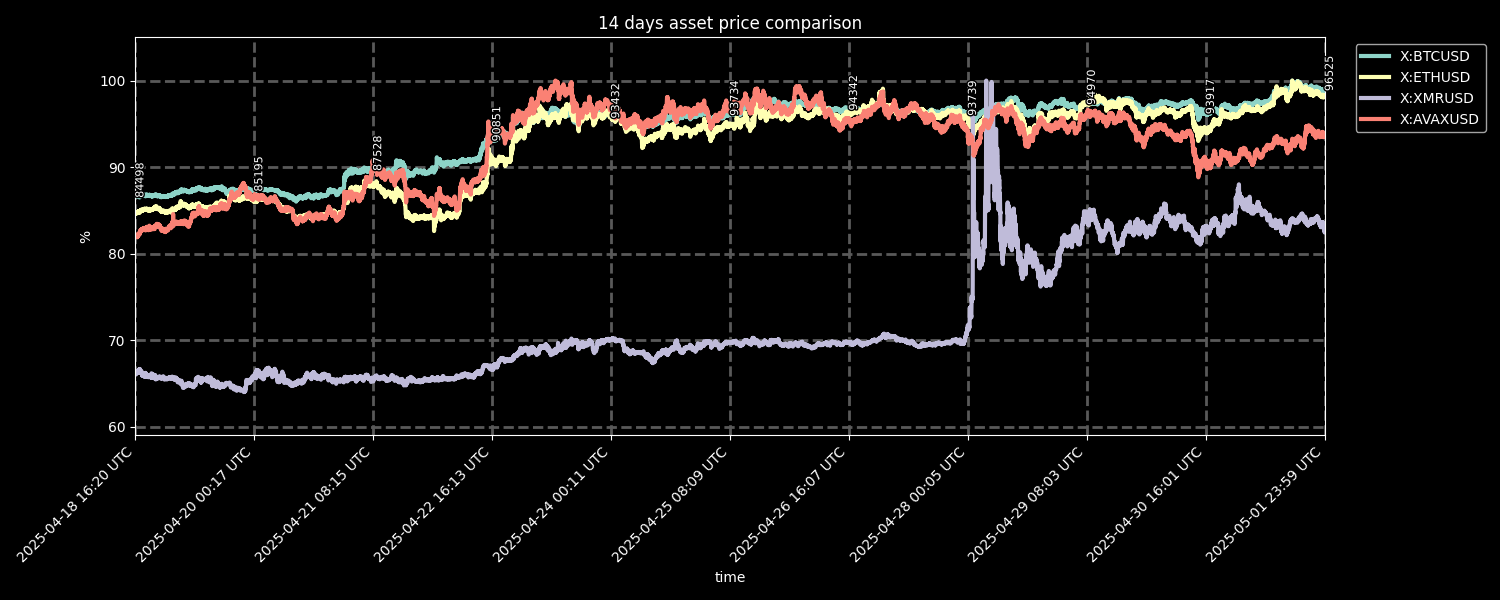 14 days asset price comparison
X:BTCUSD
X:ETHUSD
X:XMRUSD
X:AVAXUSD
100
90
80
70
60
%
84498
85195
87528
90851
93432
93734
94342
93739
94970
93917
96525
2025-04-18 16:20 UTC
2025-04-20 00:17 UTC
2025-04-21 08:15 UTC
2025-04-22 16:13 UTC
2025-04-24 00:11 UTC
2025-04-25 08:09 UTC
2025-04-26 16:07 UTC
2025-04-28 00:05 UTC
2025-04-29 08:03 UTC
2025-04-30 16:01 UTC
2025-05-01 23:59 UTC
time